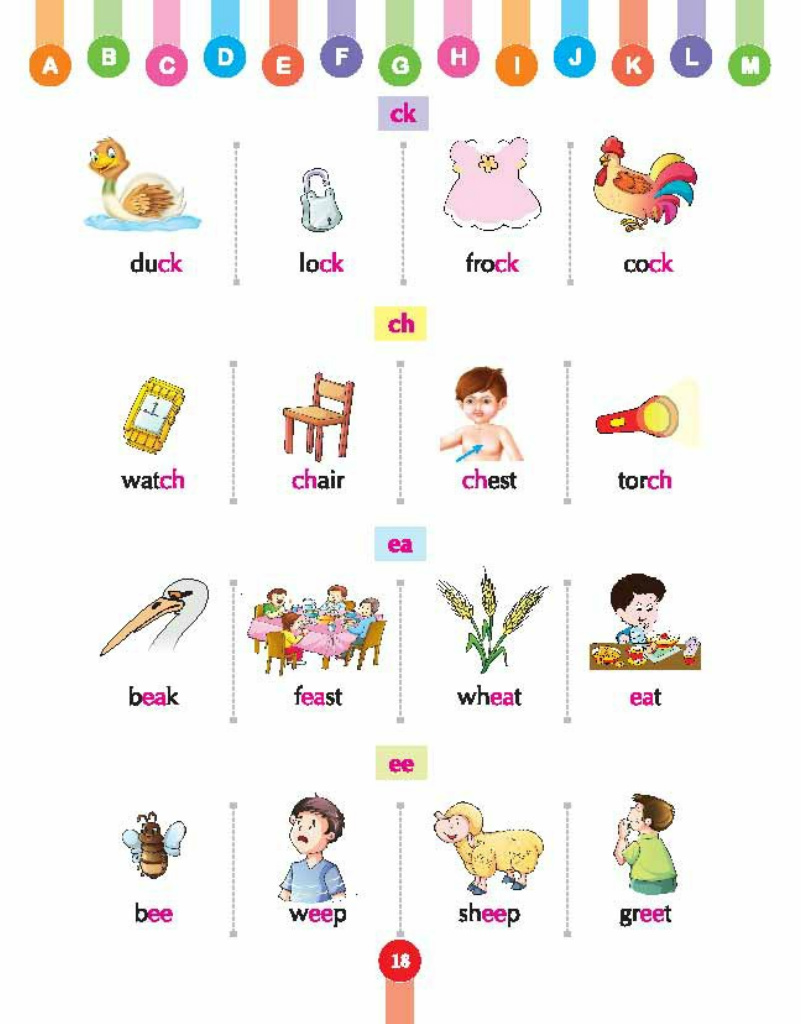 A B C D E F G H I J K L M
ck
duck lock frock cock
ch
watch chair chest torch
ea
beak feast wheat eat
ee
bee weep sheep greet
18